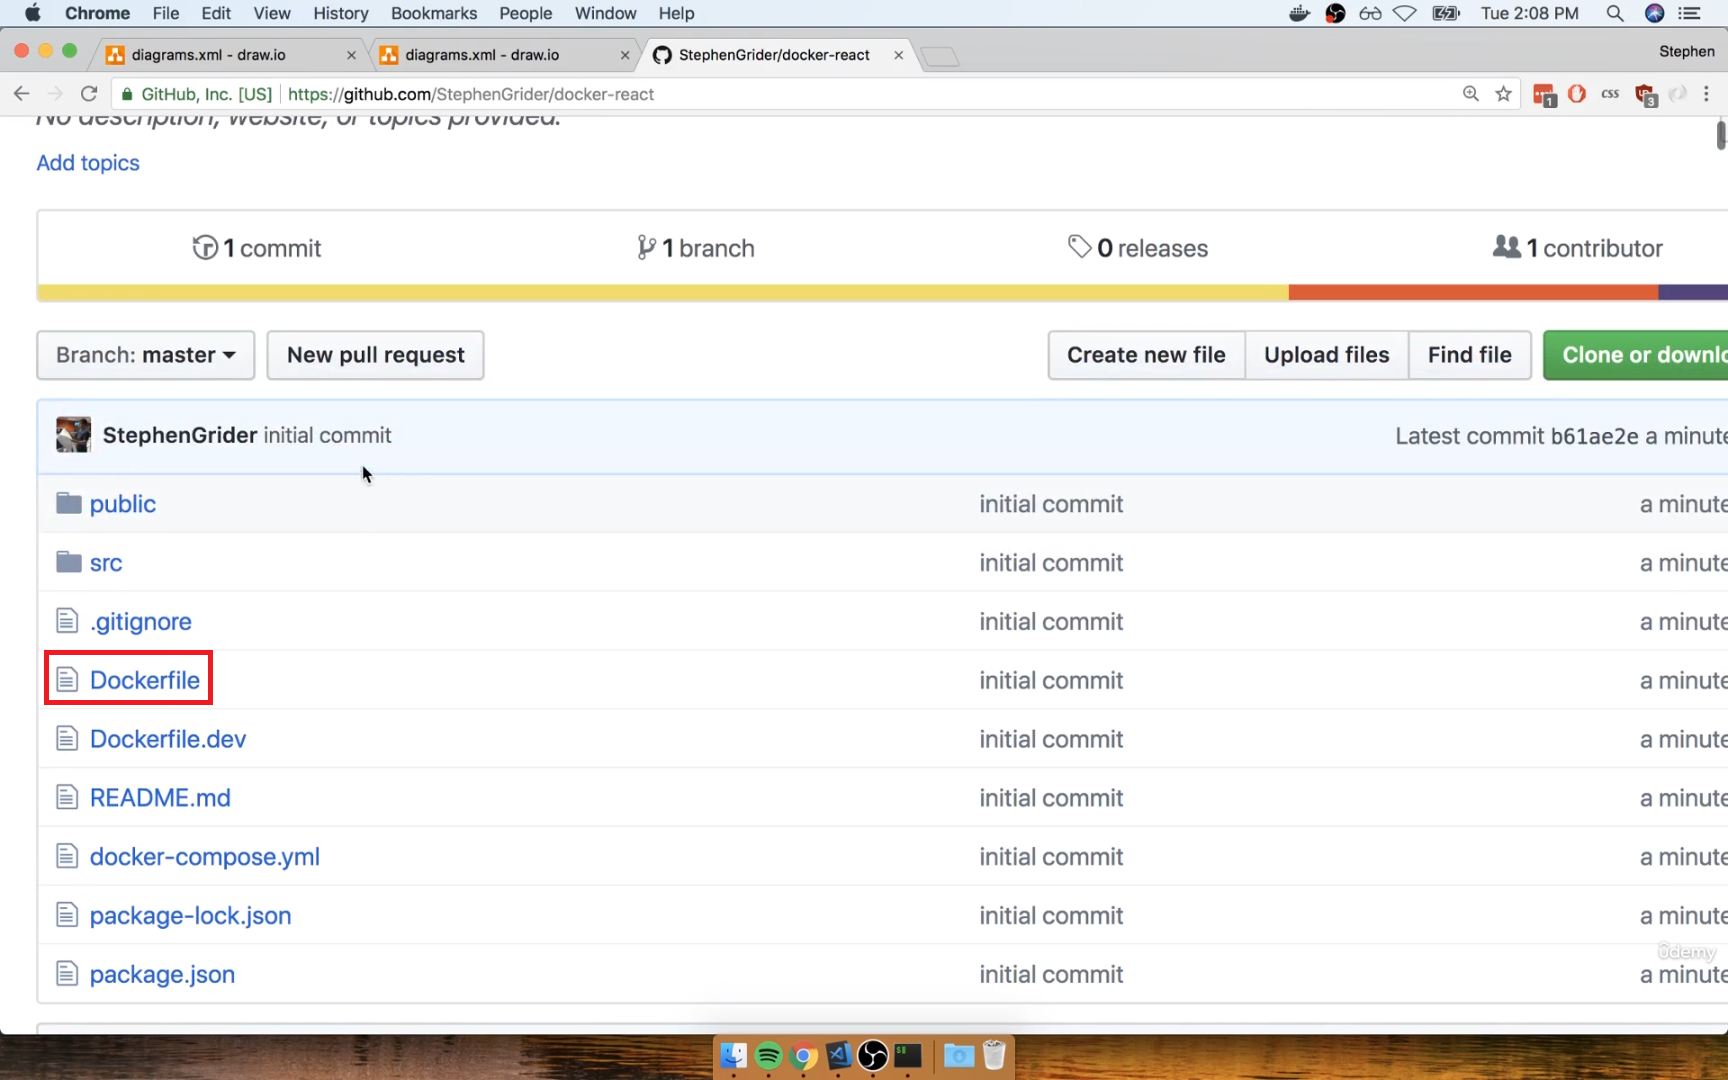 Chrome File Edit View History Bookmarks People Window Help Tue 2:08 PM
diagrams.xml - draw.io diagrams.xml - draw.io StephenGrider/docker-react Stephen
GitHub, Inc. [US] https://github.com/StephenGrider/docker-react css 1 3
No description, website, or topics provided.
Add topics
1 commit 1 branch 0 releases 1 contributor
Branch: master New pull request Create new file Upload files Find file Clone or downlo
StephenGrider initial commit Latest commit b61ae2e a minute
public initial commit a minute
src initial commit a minute
.gitignore initial commit a minute
Dockerfile initial commit a minute
Dockerfile.dev initial commit a minute
README.md initial commit a minute
docker-compose.yml initial commit a minute
package-lock.json initial commit a minute
ûdemy
package.json initial commit a minute